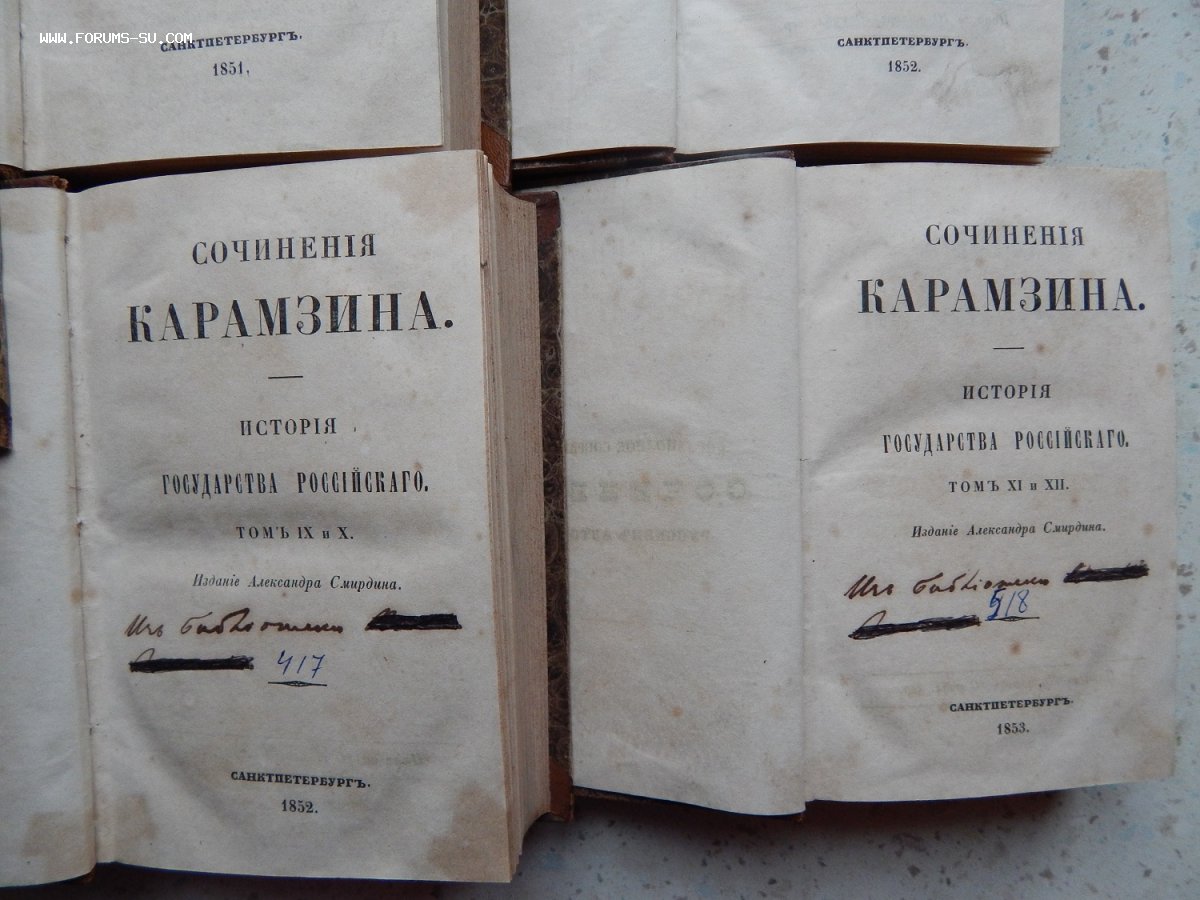 WWW.FORUMS-SU.COM
САНКТПЕТЕРБУРГЪ.
1851.
САНКТПЕТЕРБУРГЪ.
1852.
СОЧИНЕНІЯ
КАРАМЗИНА.
ИСТОРІЯ
ГОСУДАРСТВА РОССІЙСКАГО.
ТОМЪ IX и X.
Изданіе Александра Смирдина.
Изъ библіотеки
417
САНКТПЕТЕРБУРГЪ.
1852.
СОЧИНЕНІЯ
КАРАМЗИНА.
ИСТОРІЯ
ГОСУДАРСТВА РОССІЙСКАГО.
ТОМЪ XI и XII.
Изданіе Александра Смирдина.
Изъ библіотеки
518
САНКТПЕТЕРБУРГЪ.
1853.